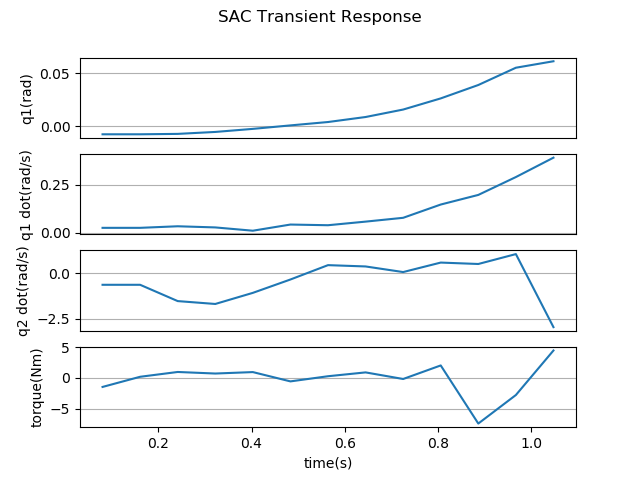 SAC Transient Response
q1(rad)
0.05
0.00
q1 dot(rad/s)
0.25
0.00
q2 dot(rad/s)
0.0
−2.5
torque(Nm)
5
0
−5
0.2 0.4 0.6 0.8 1.0
time(s)